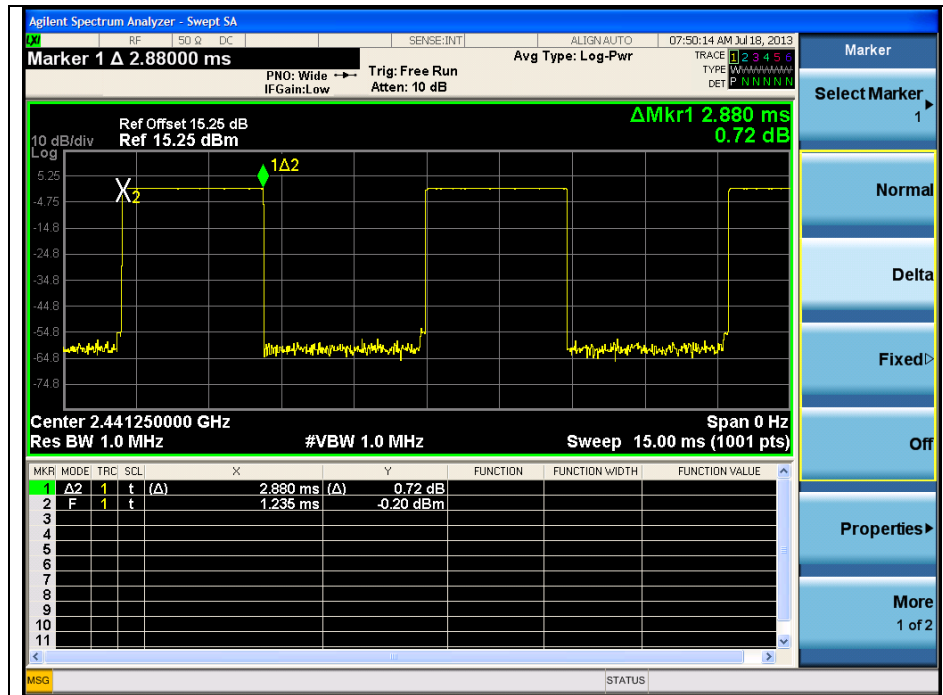 Agilent Spectrum Analyzer - Swept SA
LXI RF 50 Ω DC SENSE:INT ALIGN AUTO 07:50:14 AM Jul 18, 2013
Marker 1 Δ 2.88000 ms
PNO: Wide
IFGain:Low
Trig: Free Run
Atten: 10 dB
Avg Type: Log-Pwr
TRACE 1 2 3 4 5 6
TYPE WWWWWW
DET P N N N N N
ΔMkr1 2.880 ms
0.72 dB
Ref Offset 15.25 dB
10 dB/div Ref 15.25 dBm
Log
1Δ2
5.25
2
-4.75
-14.8
-24.8
-34.8
-44.8
-54.8
-64.8
-74.8
Center 2.441250000 GHz Span 0 Hz
Res BW 1.0 MHz #VBW 1.0 MHz Sweep 15.00 ms (1001 pts)
MKR MODE TRC SCL X Y FUNCTION FUNCTION WIDTH FUNCTION VALUE
1 Δ2 1 t (Δ) 2.880 ms (Δ) 0.72 dB
2 F 1 t 1.235 ms -0.20 dBm
3
4
5
6
7
8
9
10
11
MSG STATUS
Marker
Select Marker
1
Normal
Delta
Fixed
Off
Properties
More
1 of 2